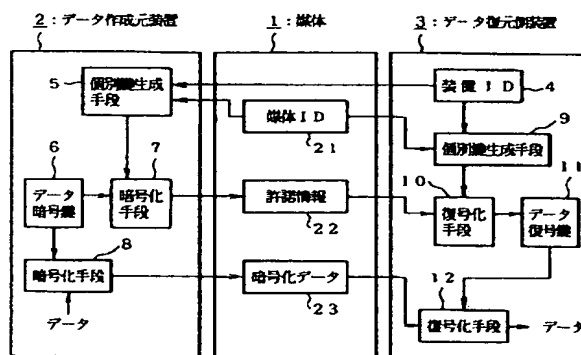 2：データ作成元装置
1：媒体
3：データ復元側装置
5
個別鍵生成
手段
装置ID
4
媒体ID
21
9
個別鍵生成手段
6
7
10
11
データ
暗号鍵
暗号化
手段
許諾情報
22
復号化
手段
データ
復号鍵
8
暗号化手段
暗号化データ
23
12
復号化手段
データ
データ